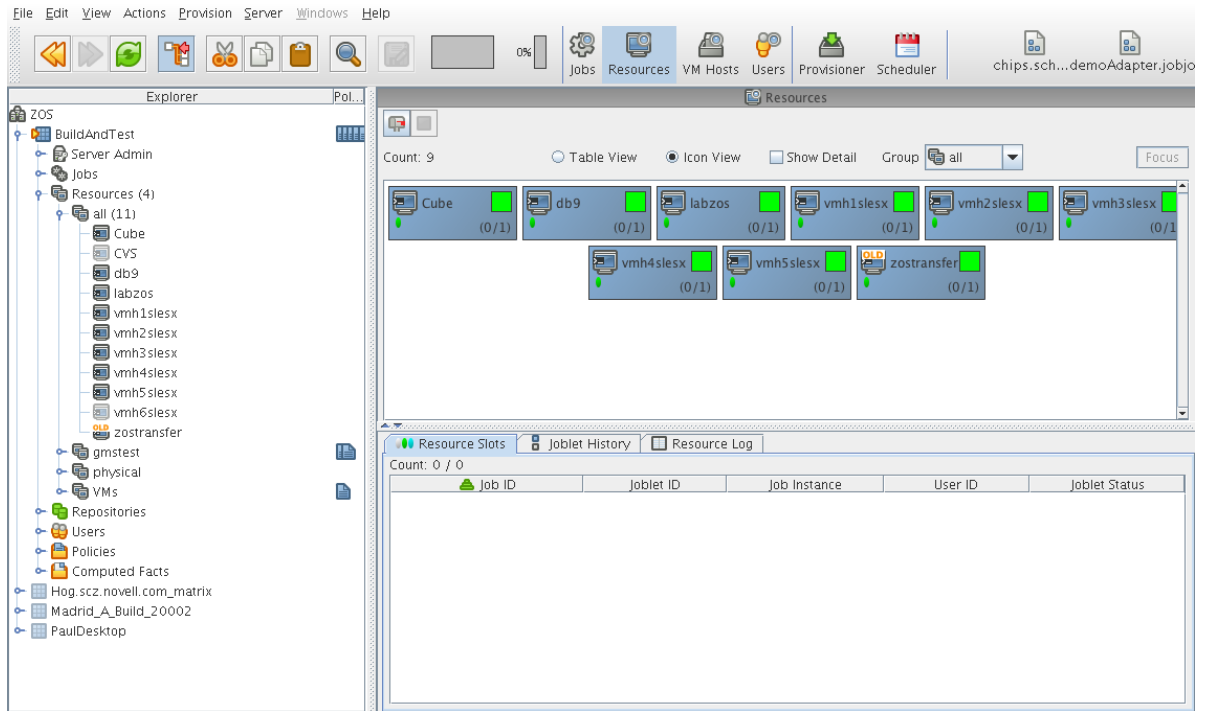 File Edit View Actions Provision Server Windows Help
0%
Jobs Resources VM Hosts Users Provisioner Scheduler chips.sch...demoAdapter.jobjo
Explorer Pol...
ZOS
BuildAndTest
Server Admin
Jobs
Resources (4)
all (11)
Cube
CVS
db9
labzos
vmh1slesx
vmh2slesx
vmh3slesx
vmh4slesx
vmh5slesx
vmh6slesx
OLD zostransfer
gmstest
physical
VMs
Repositories
Users
Policies
Computed Facts
Hog.scz.novell.com_matrix
Madrid_A_Build_20002
PaulDesktop
Resources
Count: 9 Table View Icon View Show Detail Group all Focus
Cube db9 labzos vmh1slesx vmh2slesx vmh3slesx
(0/1) (0/1) (0/1) (0/1) (0/1) (0/1
vmh4slesx vmh5slesx OLD zostransfer
(0/1) (0/1) (0/1)
Resource Slots Joblet History Resource Log
Count: 0 / 0
Job ID Joblet ID Job Instance User ID Joblet Status